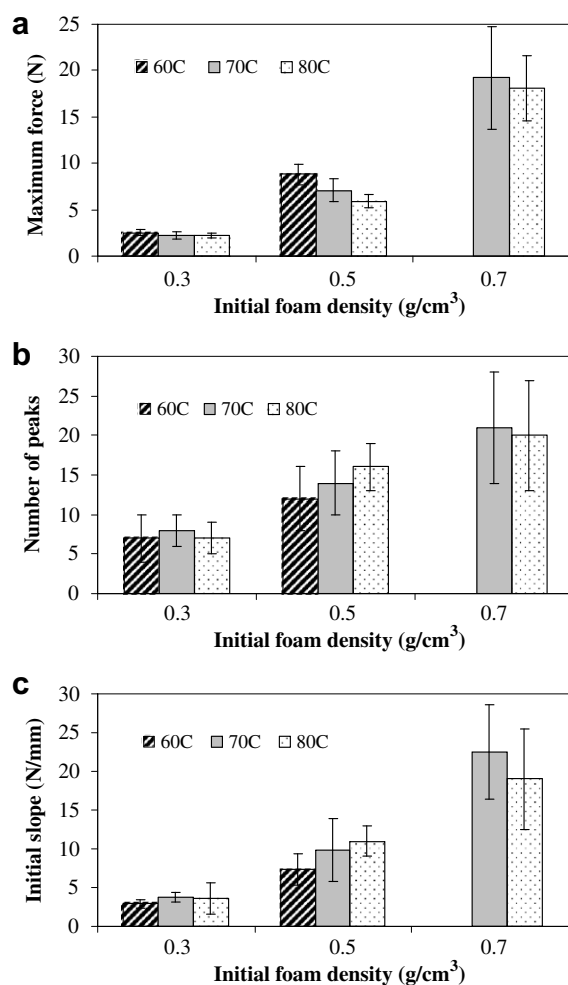 a
Maximum force (N)
25
20
15
10
5
0
60C 70C 80C
0.3 0.5 0.7
Initial foam density (g/cm³)
b
Number of peaks
30
25
20
15
10
5
0
60C 70C 80C
0.3 0.5 0.7
Initial foam density (g/cm³)
c
Initial slope (N/mm)
30
25
20
15
10
5
0
60C 70C 80C
0.3 0.5 0.7
Initial foam density (g/cm³)